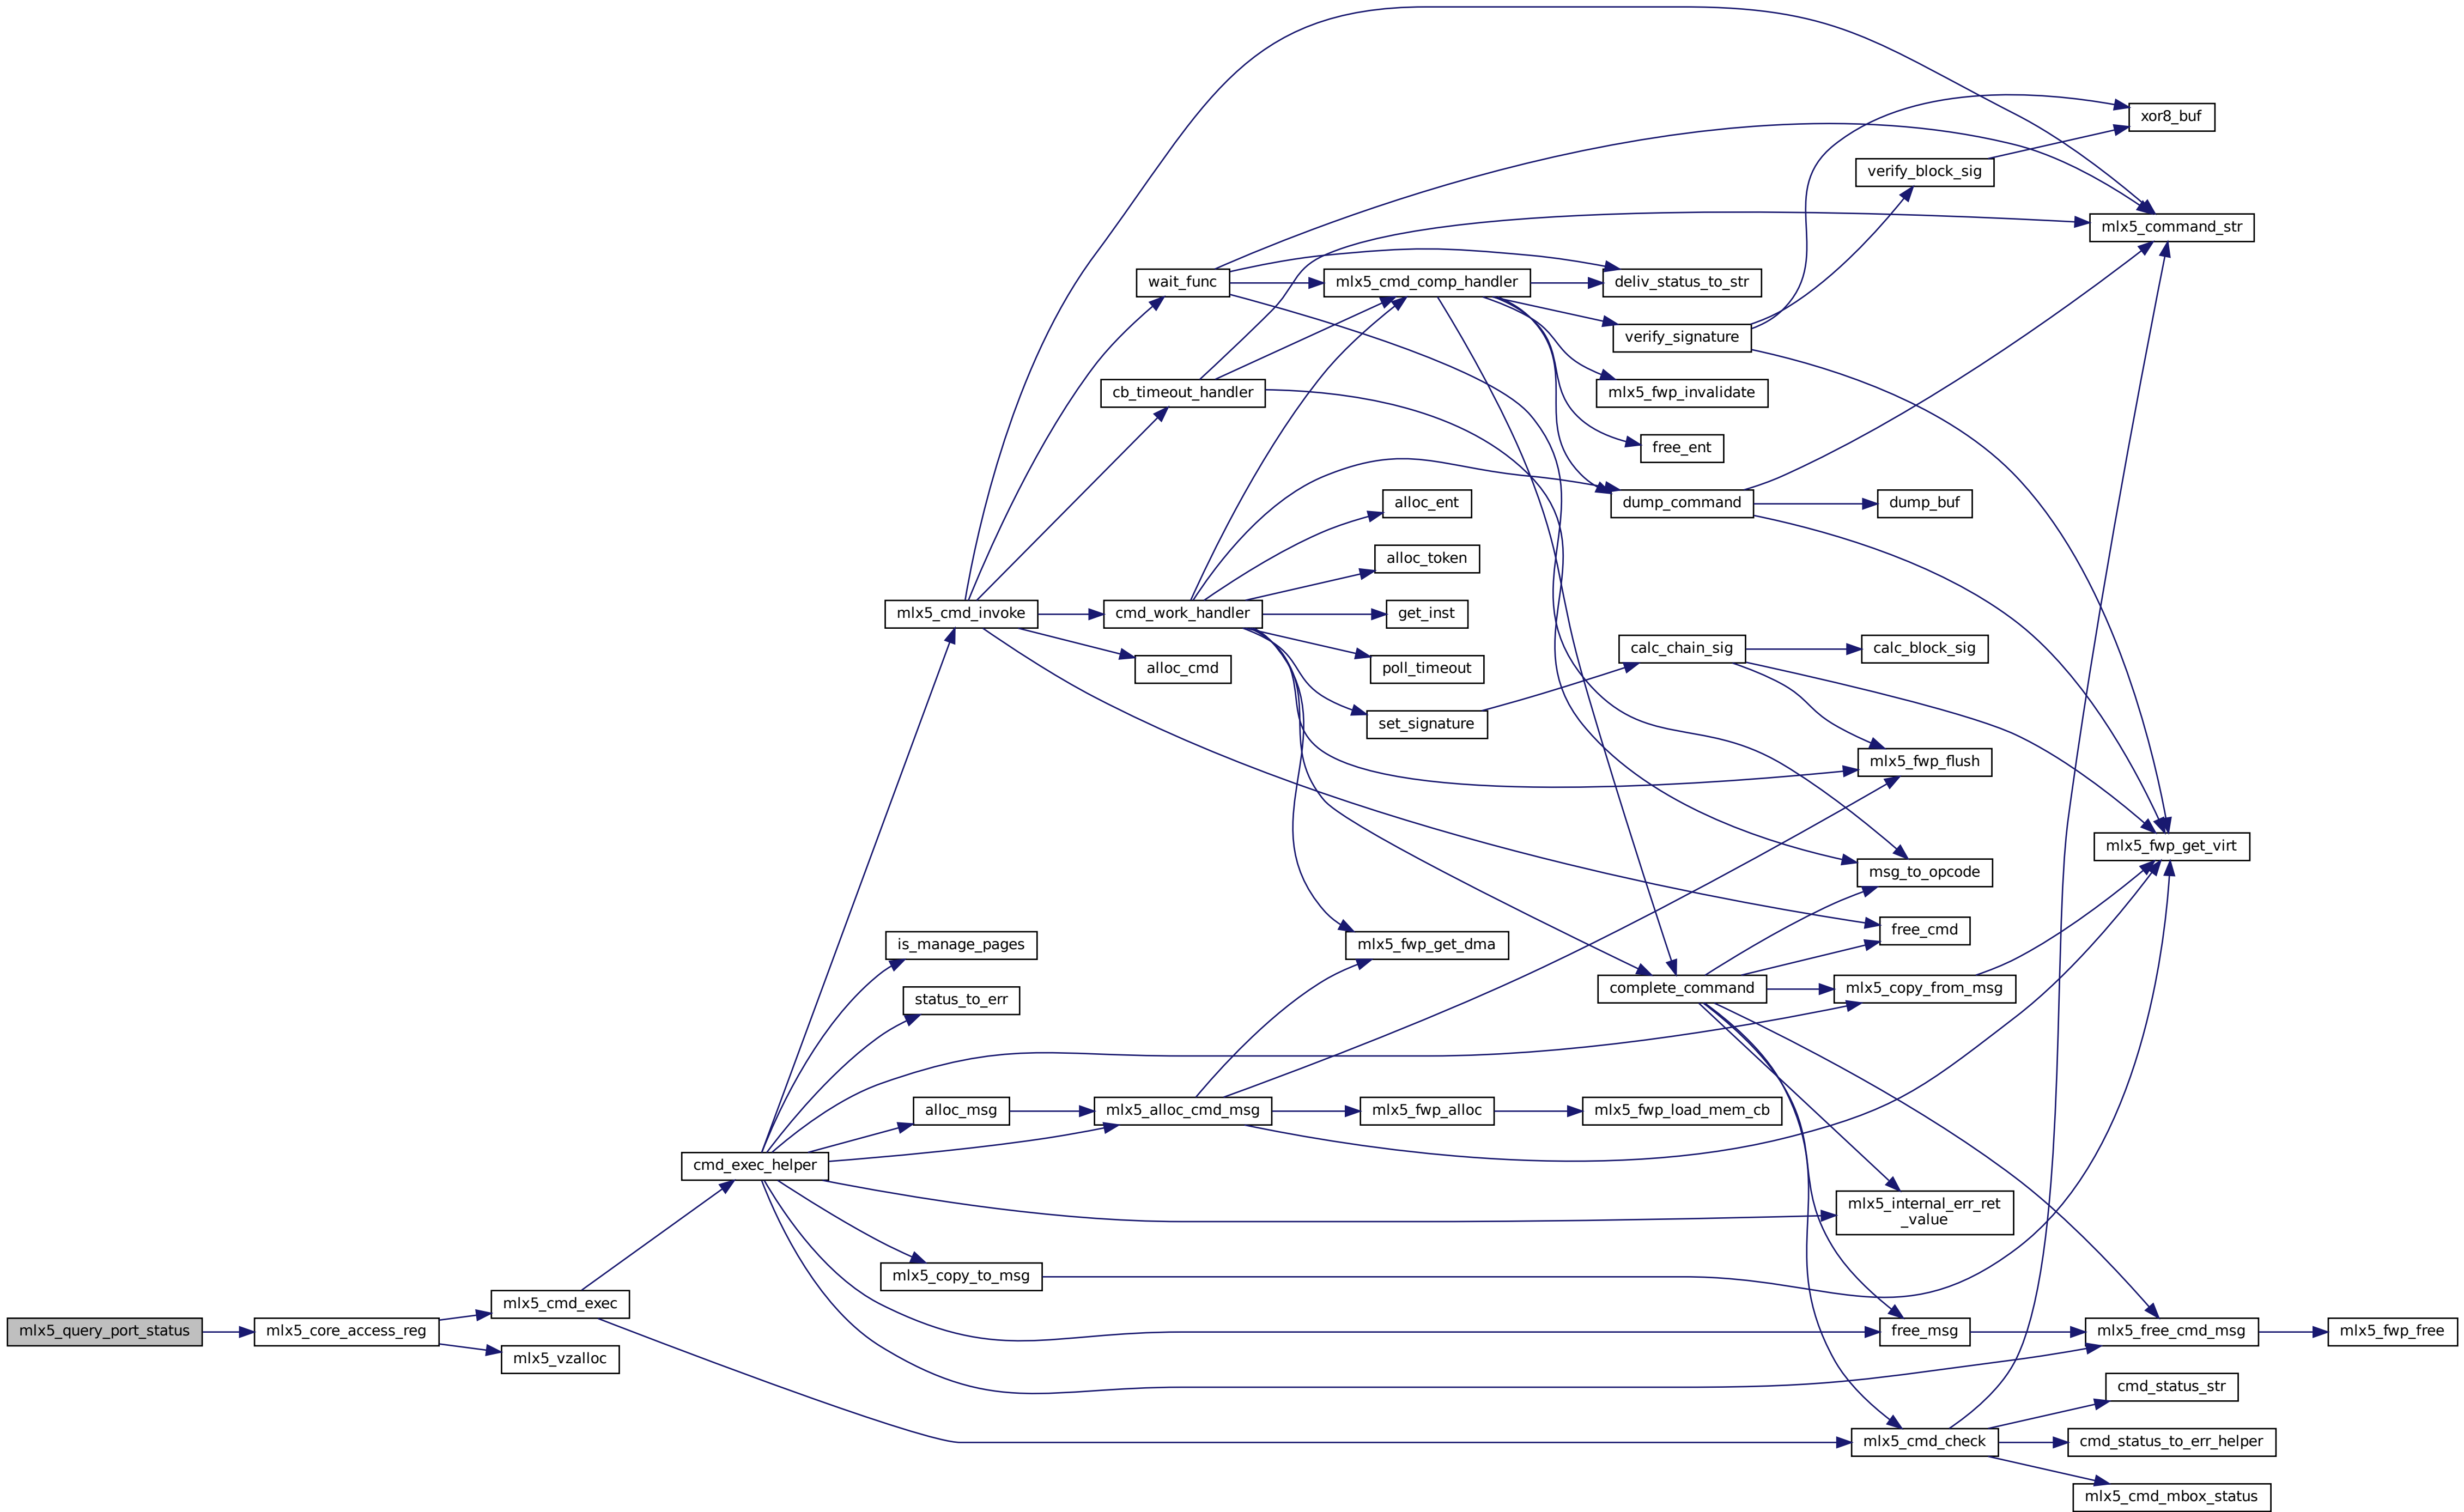 xor8_buf
verify_block_sig
mlx5_command_str
wait_func
mlx5_cmd_comp_handler
deliv_status_to_str
verify_signature
cb_timeout_handler
mlx5_fwp_invalidate
free_ent
alloc_ent
dump_command
dump_buf
alloc_token
mlx5_cmd_invoke
cmd_work_handler
get_inst
alloc_cmd
poll_timeout
calc_chain_sig
calc_block_sig
set_signature
mlx5_fwp_flush
mlx5_fwp_get_virt
msg_to_opcode
is_manage_pages
mlx5_fwp_get_dma
free_cmd
status_to_err
complete_command
mlx5_copy_from_msg
alloc_msg
mlx5_alloc_cmd_msg
mlx5_fwp_alloc
mlx5_fwp_load_mem_cb
cmd_exec_helper
mlx5_internal_err_ret
_value
mlx5_copy_to_msg
mlx5_cmd_exec
mlx5_query_port_status
mlx5_core_access_reg
free_msg
mlx5_free_cmd_msg
mlx5_fwp_free
mlx5_vzalloc
cmd_status_str
mlx5_cmd_check
cmd_status_to_err_helper
mlx5_cmd_mbox_status